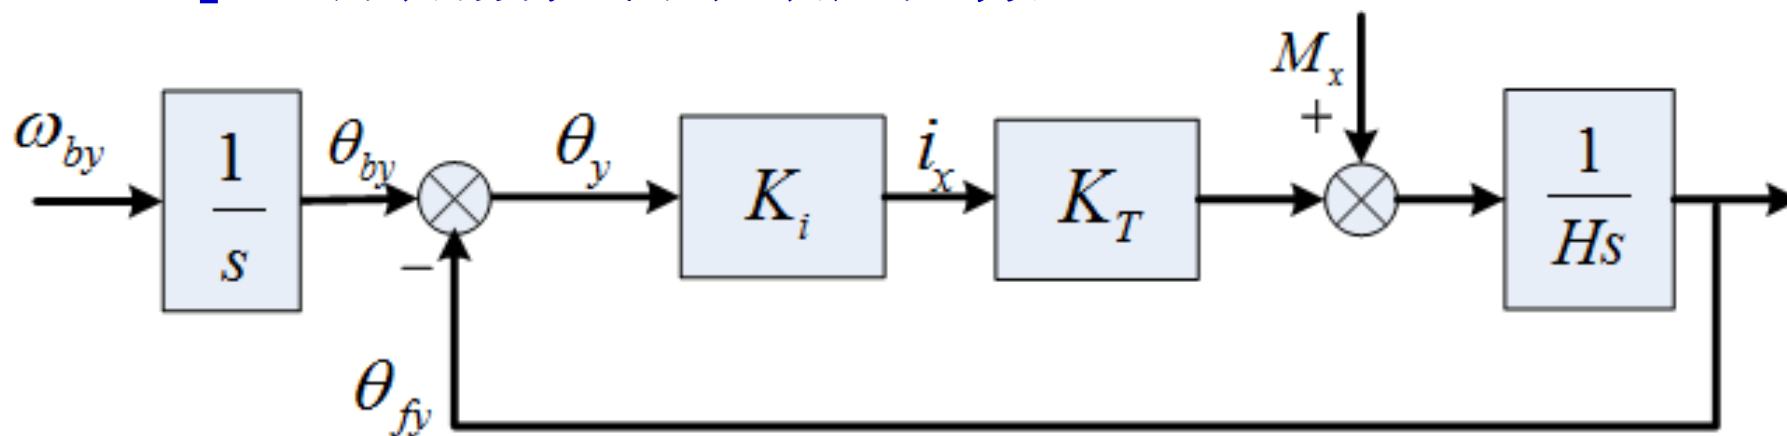 ω_by
1/s
θ_by
−
θ_y
K_i
i_x
K_T
M_x
+
1/Hs
θ_fy